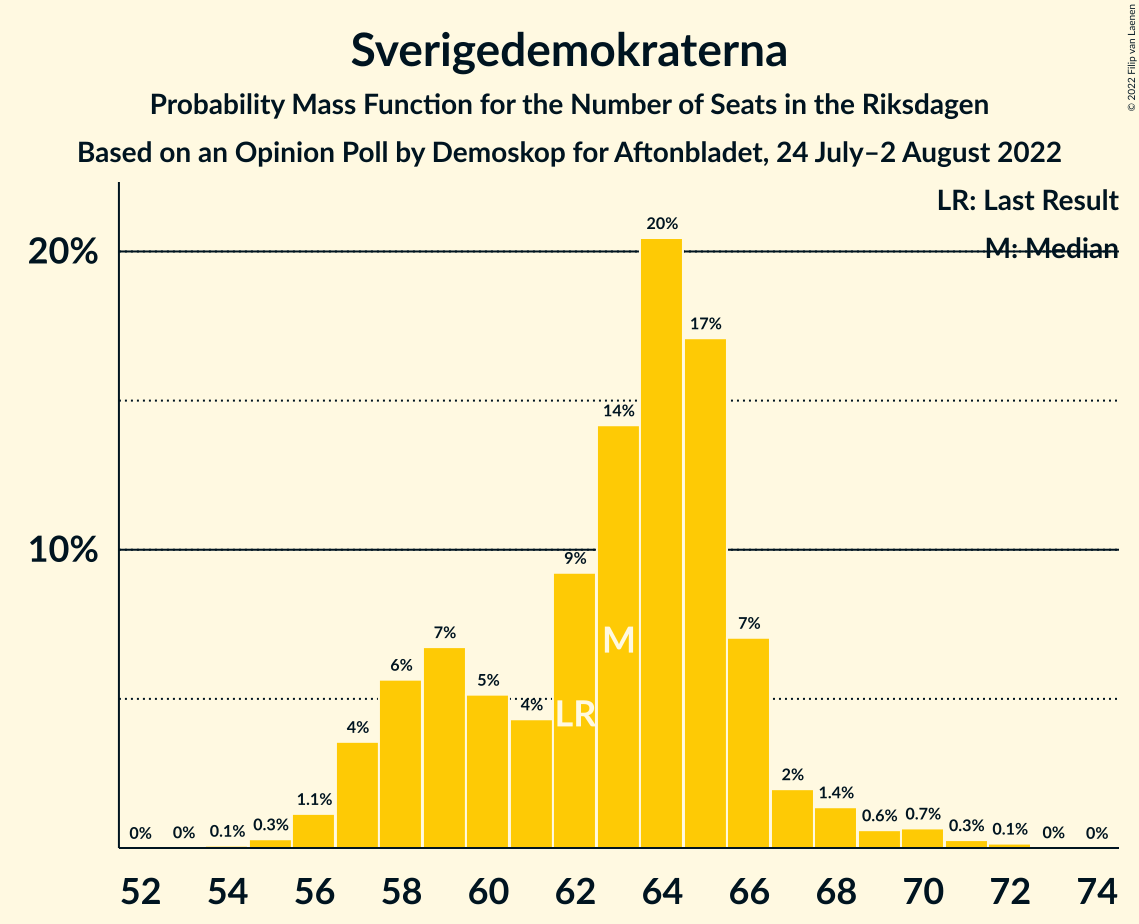 Sverigedemokraterna
Probability Mass Function for the Number of Seats in the Riksdagen
Based on an Opinion Poll by Demoskop for Aftonbladet, 24 July–2 August 2022
© 2022 Filip van Laenen
LR: Last Result
M: Median
20%
10%
0%
0%
0.1%
0.3%
1.1%
4%
6%
7%
5%
4%
9%
14%
20%
17%
7%
2%
1.4%
0.6%
0.7%
0.3%
0.1%
0%
0%
LR
M
52 54 56 58 60 62 64 66 68 70 72 74